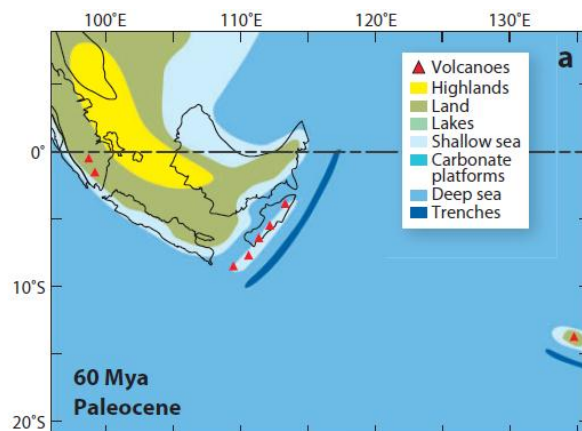 100°E 110°E 120°E 130°E
a
Volcanoes
Highlands
Land
Lakes
Shallow sea
Carbonate
platforms
Deep sea
Trenches
0°
10°S
20°S
60 Mya
Paleocene